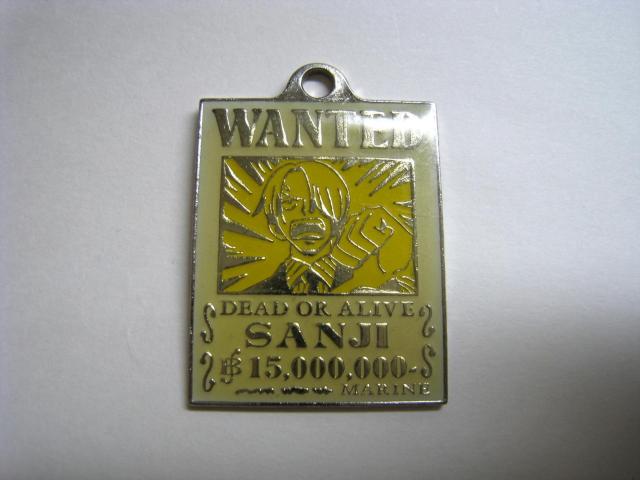 WANTED
DEAD OR ALIVE
SANJI
฿ 15,000,000-
MARINE